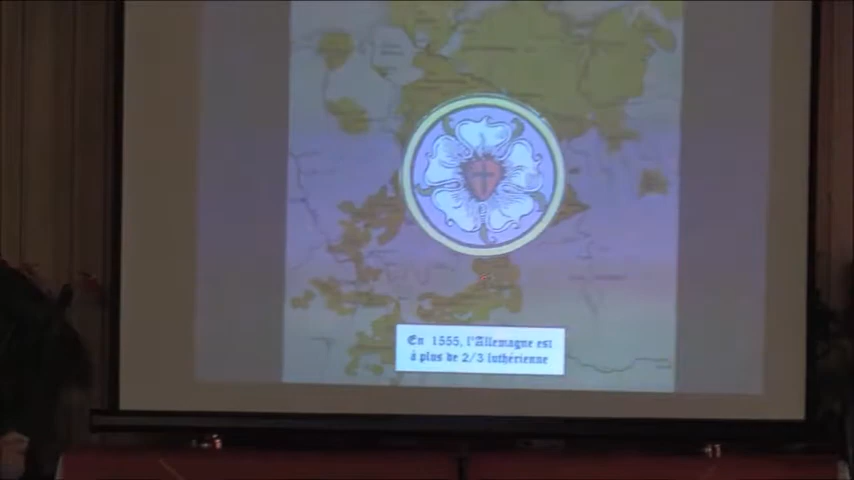 En 1555, l'Allemagne est
à plus de 2/3 luthérienne